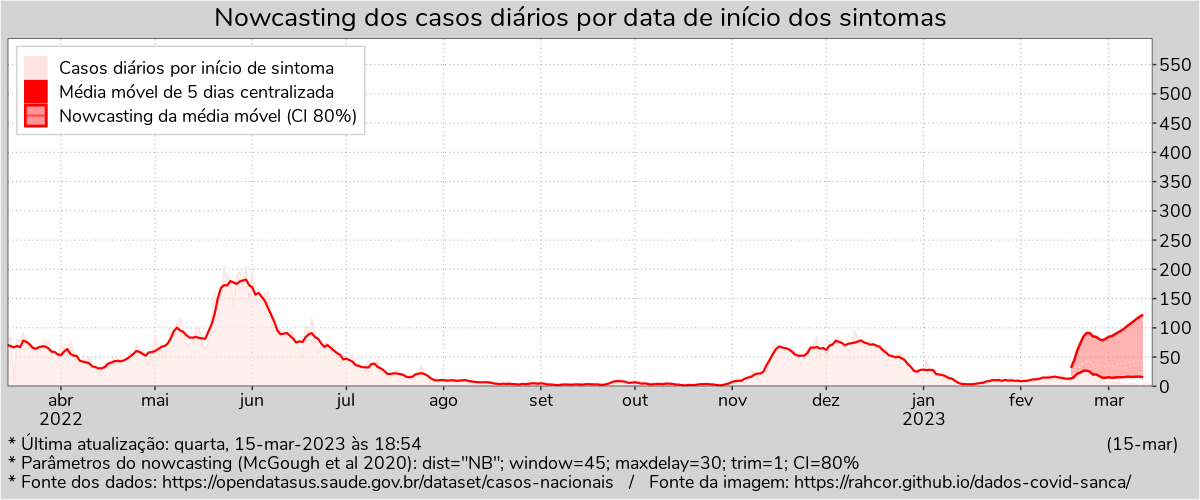 Nowcasting dos casos diários por data de início dos sintomas
Casos diários por início de sintoma
Média móvel de 5 dias centralizada
Nowcasting da média móvel (CI 80%)
550
500
450
400
350
300
250
200
150
100
50
0
abr mai jun jul ago set out nov dez jan fev mar
2022 2023
* Última atualização: quarta, 15-mar-2023 às 18:54 (15-mar)
* Parâmetros do nowcasting (McGough et al 2020): dist="NB"; window=45; maxdelay=30; trim=1; CI=80%
* Fonte dos dados: https://opendatasus.saude.gov.br/dataset/casos-nacionais / Fonte da imagem: https://rahcor.github.io/dados-covid-sanca/